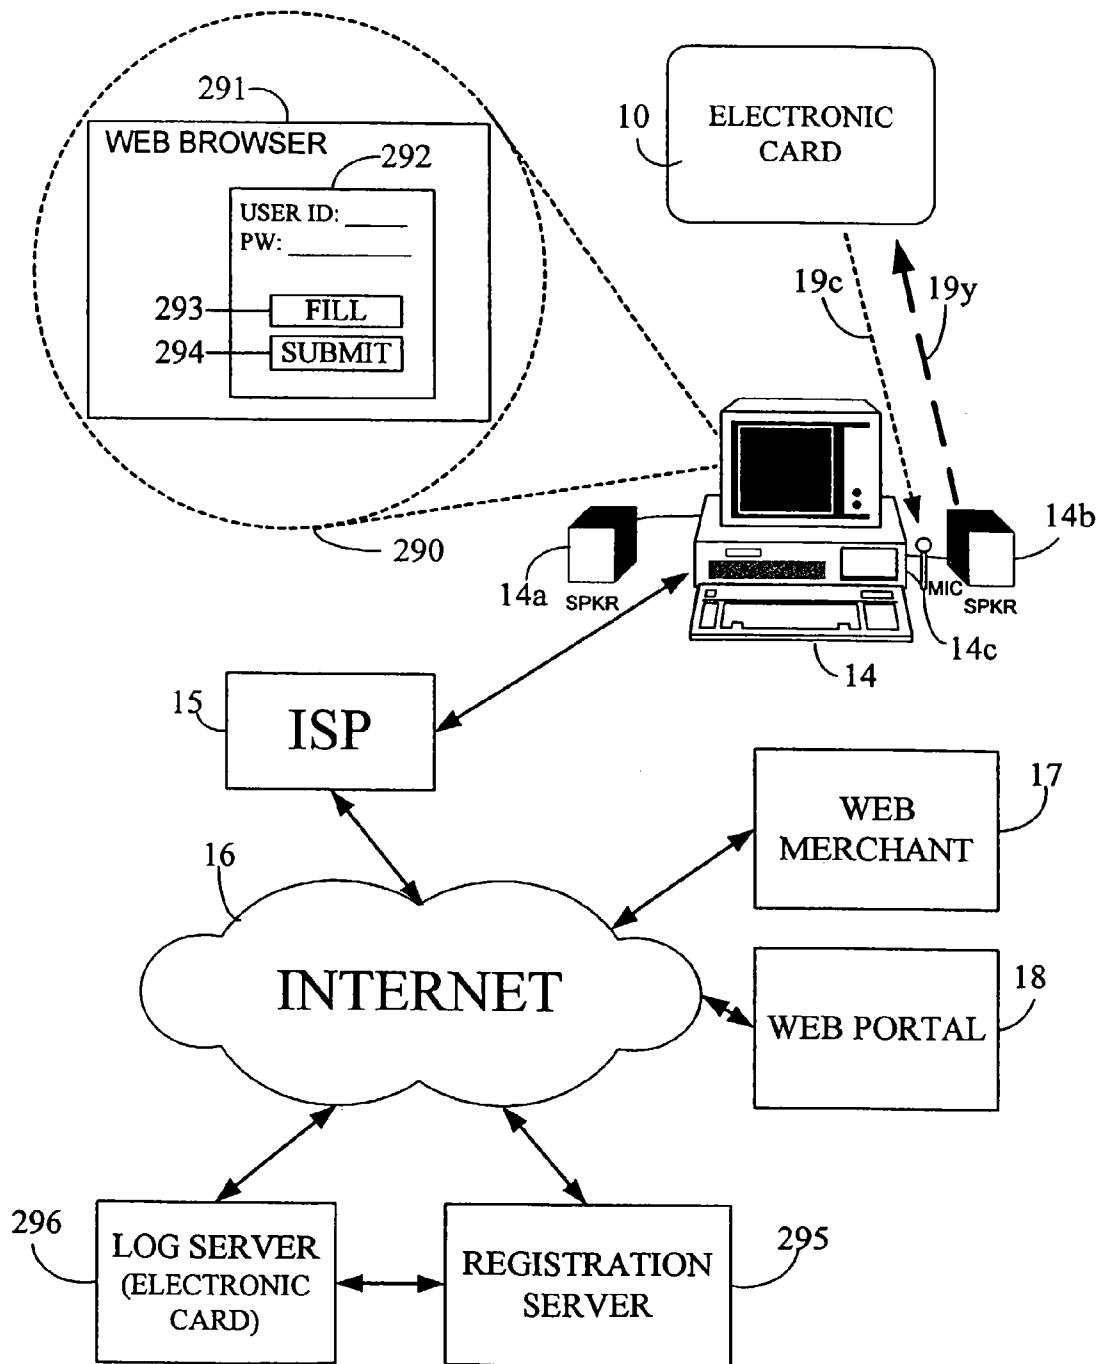 291
WEB BROWSER
292
USER ID: ____
PW: ____
293
FILL
294
SUBMIT
290
10
ELECTRONIC
CARD
19c
19y
14a
SPKR
14b
MIC
SPKR
14c
14
15
ISP
17
WEB
MERCHANT
16
INTERNET
18
WEB PORTAL
296
LOG SERVER
(ELECTRONIC
CARD)
REGISTRATION
SERVER
295